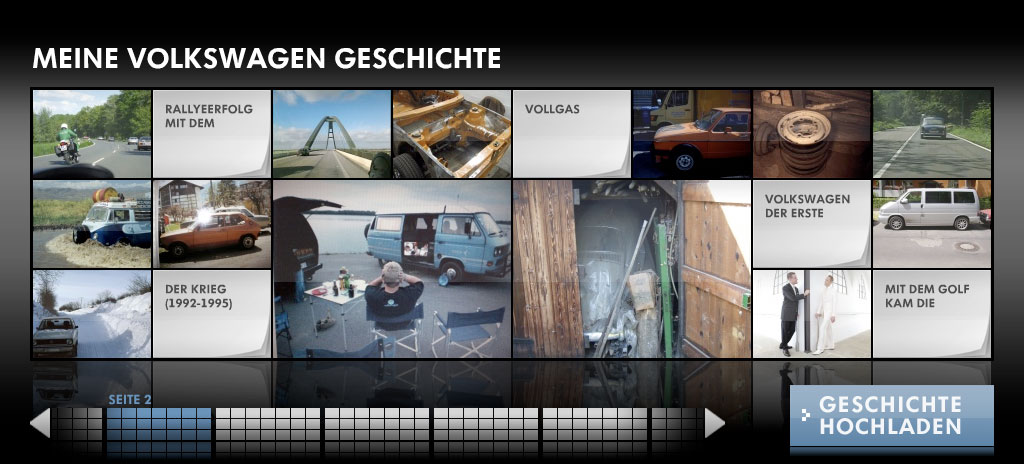 MEINE VOLKSWAGEN GESCHICHTE
RALLYEERFOLG
MIT DEM
VOLLGAS
VOLKSWAGEN
DER ERSTE
DER KRIEG
(1992-1995)
MIT DEM GOLF
KAM DIE
SEITE 2
GESCHICHTE
HOCHLADEN